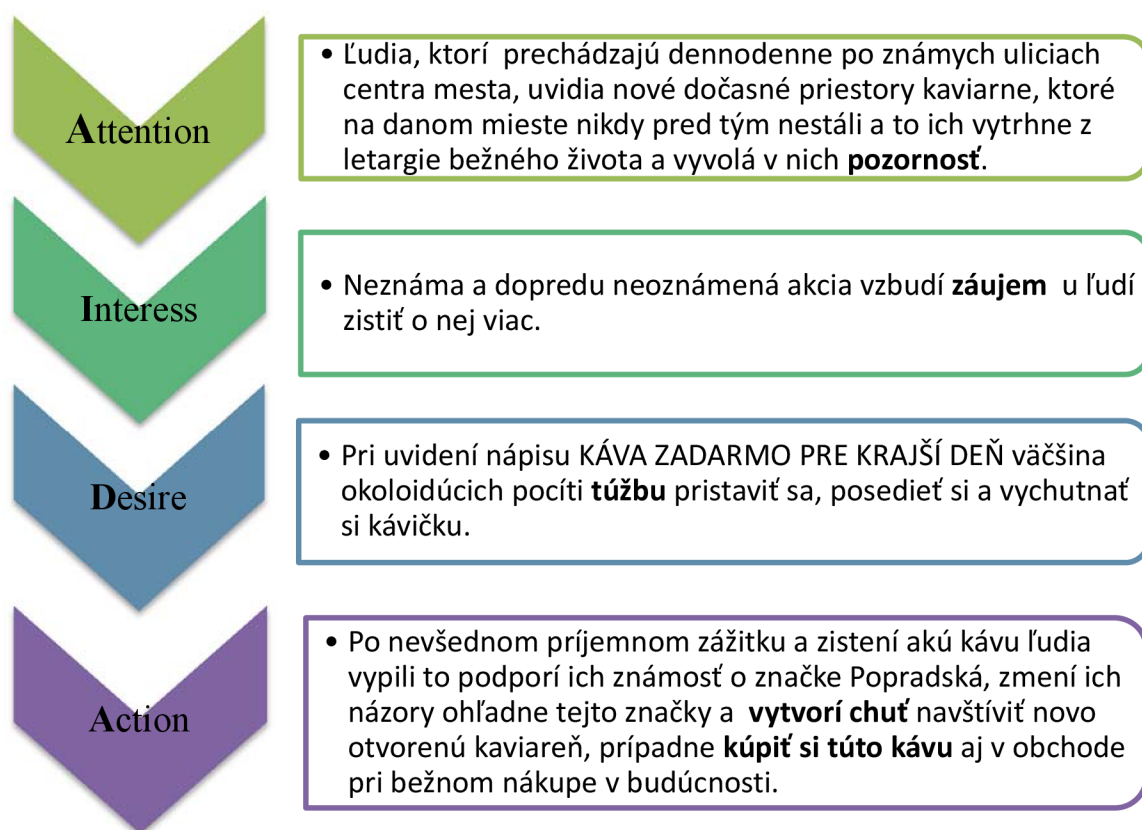 Attention
• Ľudia, ktorí prechádzajú dennodenne po známych uliciach
centra mesta, uvidia nové dočasné priestory kaviarne, ktoré
na danom mieste nikdy pred tým nestáli a to ich vytrhne z
letargie bežného života a vyvolá v nich pozornosť.
Interess
• Neznáma a dopredu neoznámená akcia vzbudí záujem u ľudí
zistiť o nej viac.
Desire
• Pri uvidení nápisu KÁVA ZADARMO PRE KRAJŠÍ DEŇ väčšina
okoloidúcich pocíti túžbu pristaviť sa, posedieť si a vychutnať
si kávičku.
Action
• Po nevšednom príjemnom zážitku a zistení akú kávu ľudia
vypili to podporí ich známosť o značke Popradská, zmení ich
názory ohľadne tejto značky a vytvorí chuť navštíviť novo
otvorenú kaviareň, prípadne kúpiť si túto kávu aj v obchode
pri bežnom nákupe v budúcnosti.